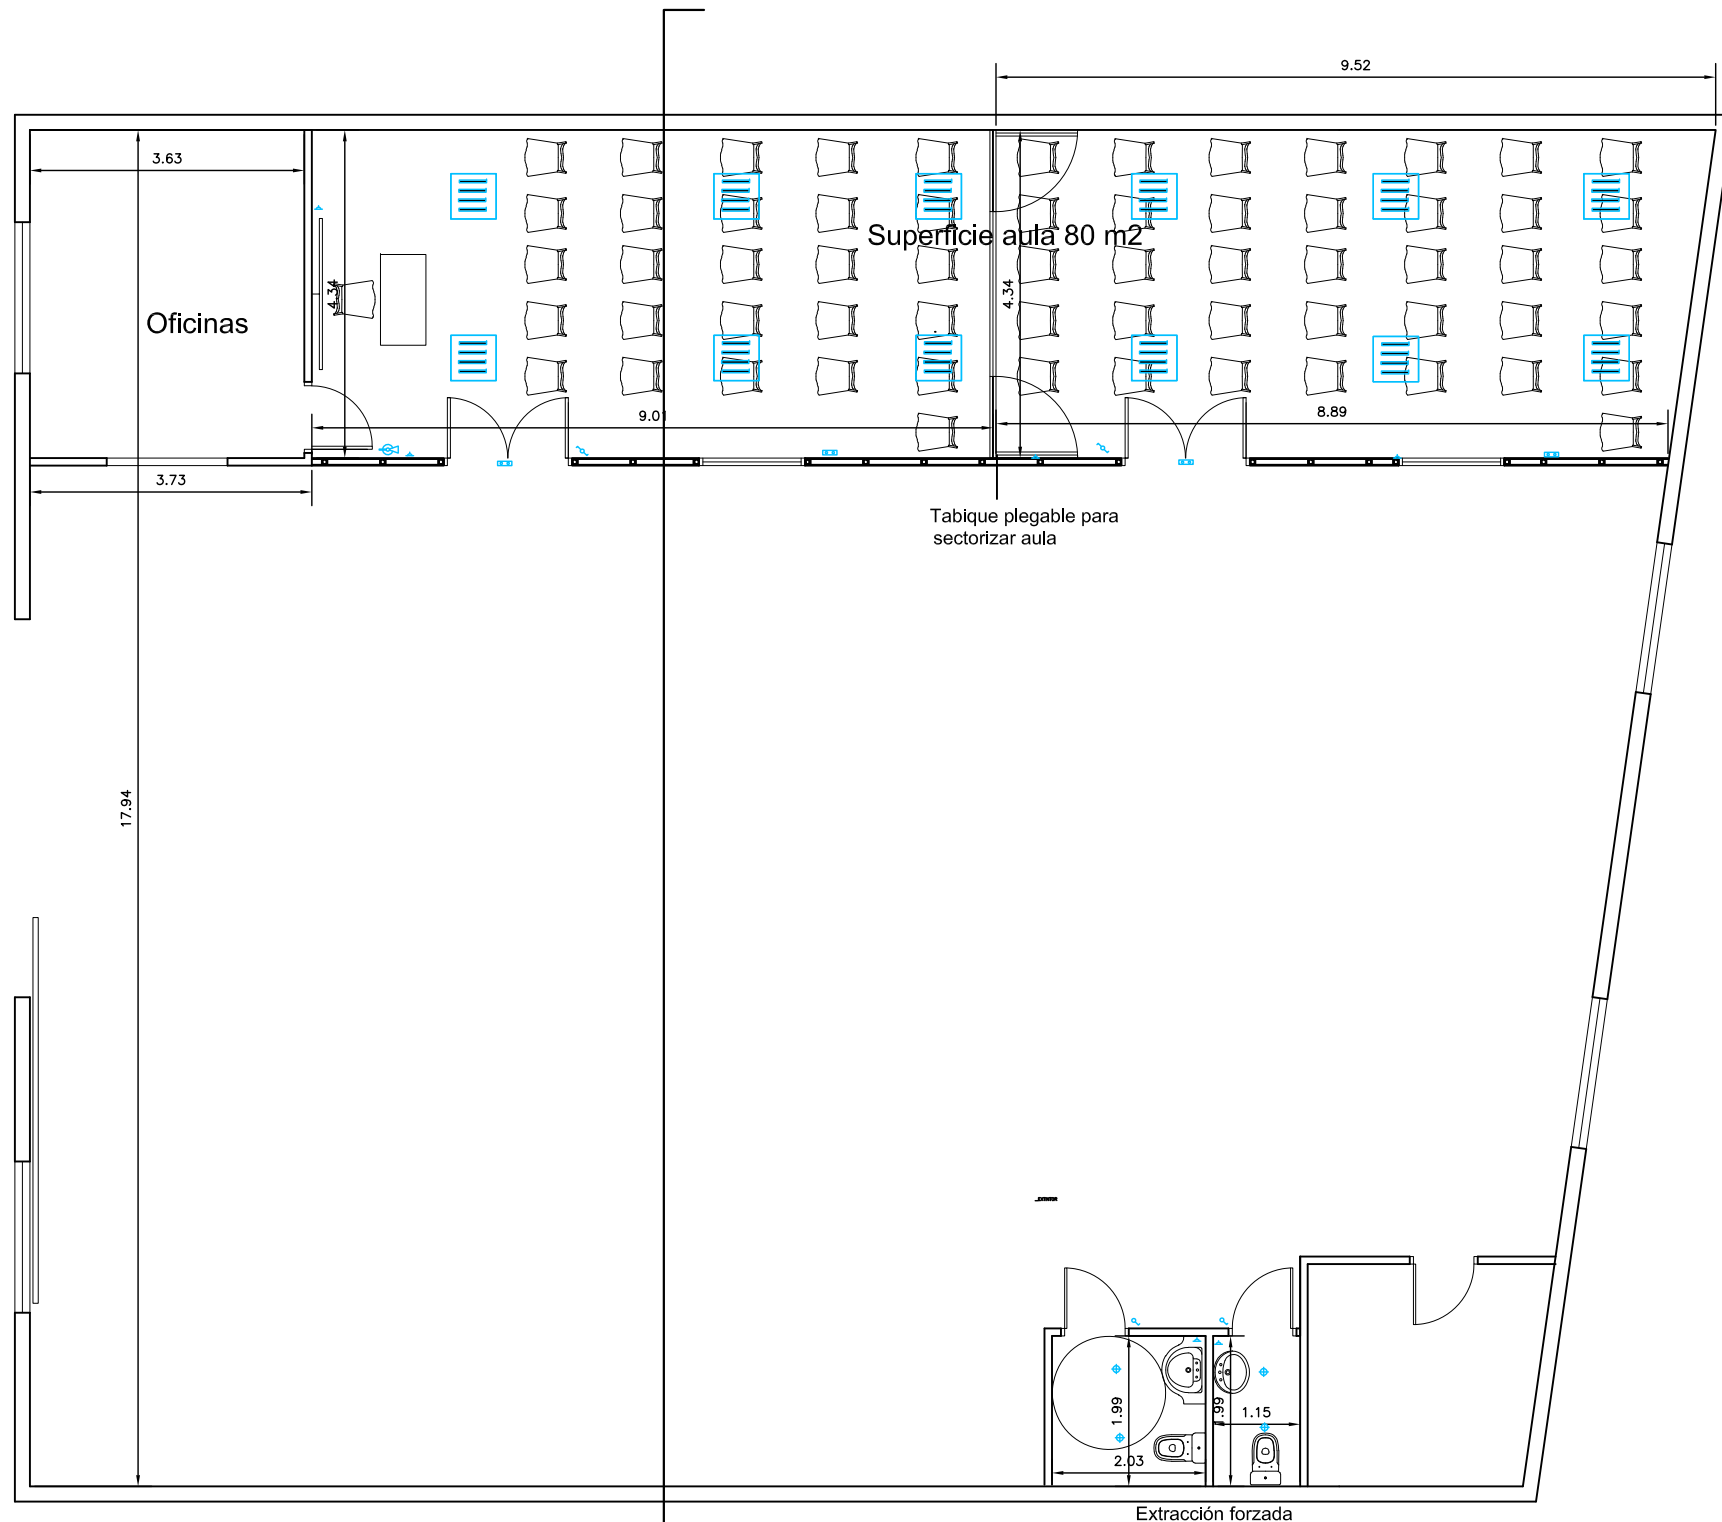 9.52
3.63
Superficie aula 80 m2
4.34
4.34
Oficinas
9.01
8.89
3.73
Tabique plegable para
sectorizar aula
17.94
EXTINTOR
1.99
1.99
1.15
2.03
Extracción forzada